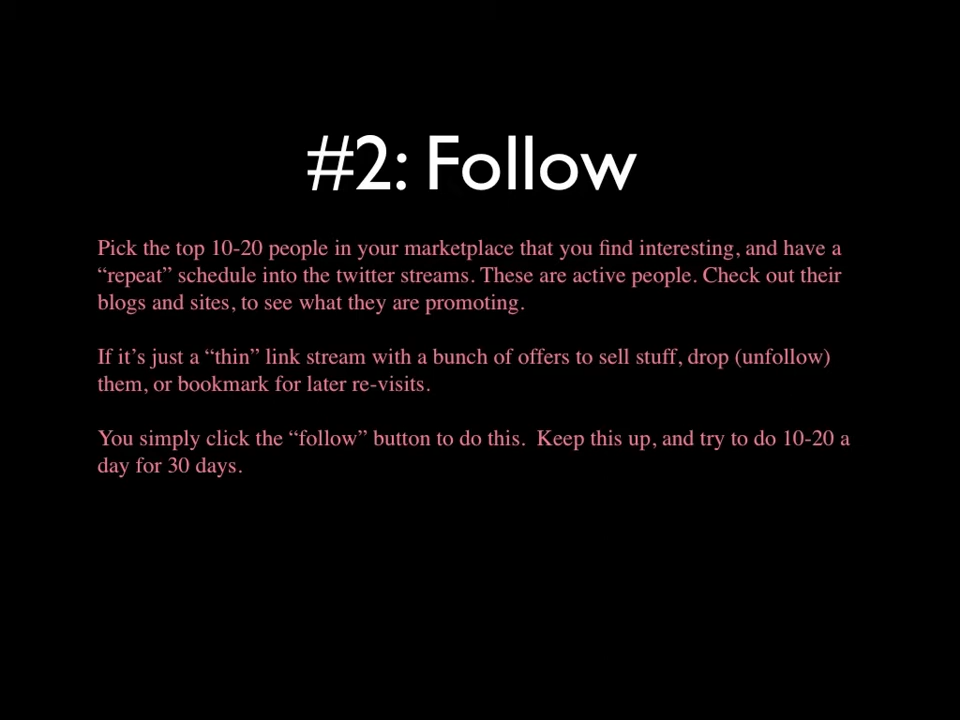 #2: Follow
Pick the top 10-20 people in your marketplace that you find interesting, and have a
“repeat” schedule into the twitter streams. These are active people. Check out their
blogs and sites, to see what they are promoting.
If it’s just a “thin” link stream with a bunch of offers to sell stuff, drop (unfollow)
them, or bookmark for later re-visits.
You simply click the “follow” button to do this.  Keep this up, and try to do 10-20 a
day for 30 days.